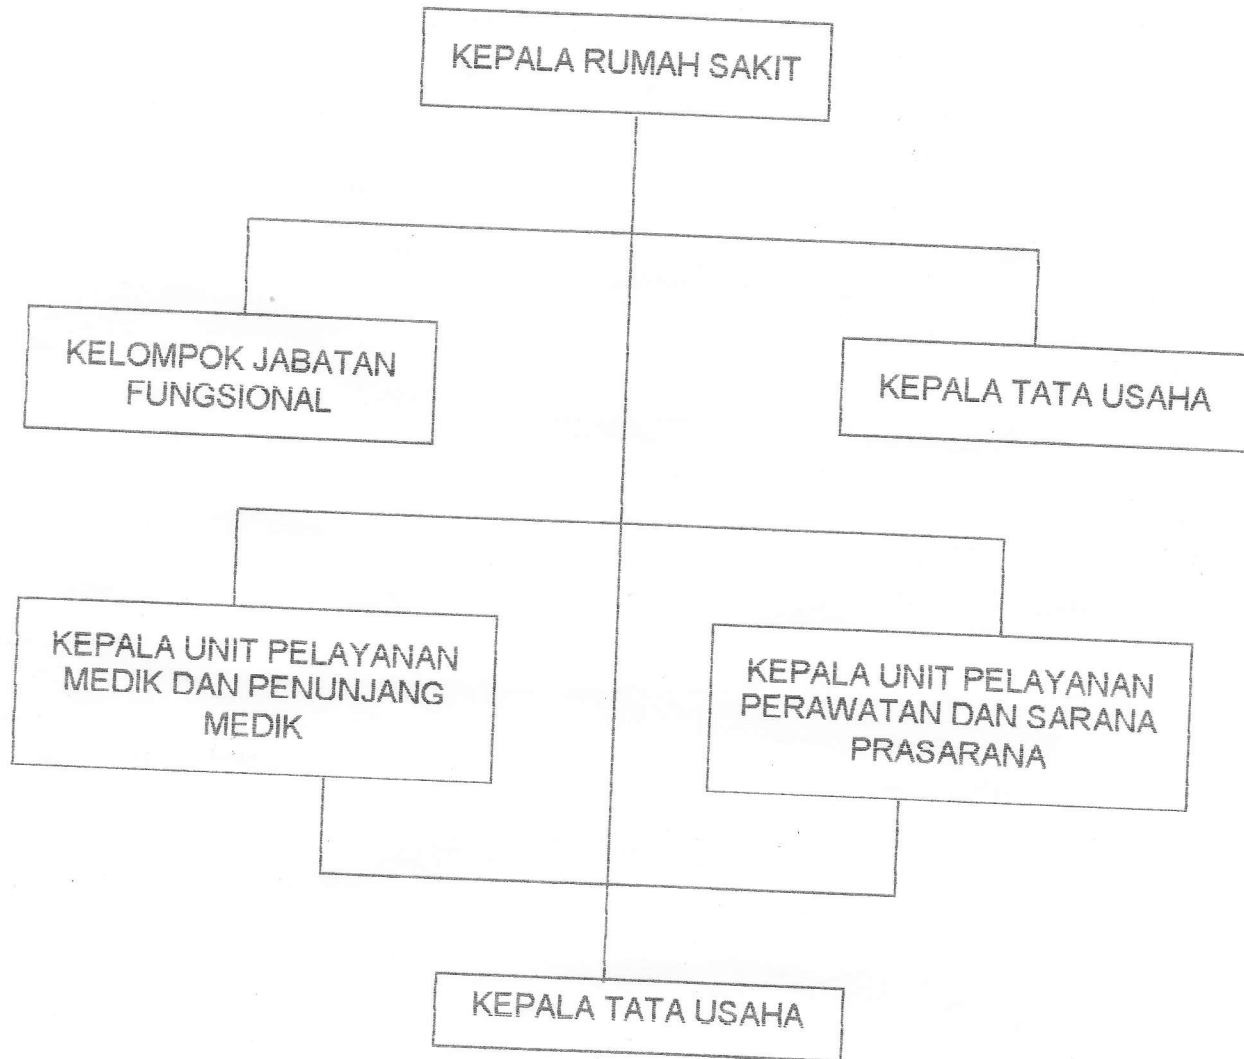 KEPALA RUMAH SAKIT
KELOMPOK JABATAN
FUNGSIONAL
KEPALA TATA USAHA
KEPALA UNIT PELAYANAN
MEDIK DAN PENUNJANG
MEDIK
KEPALA UNIT PELAYANAN
PERAWATAN DAN SARANA
PRASARANA
KEPALA TATA USAHA